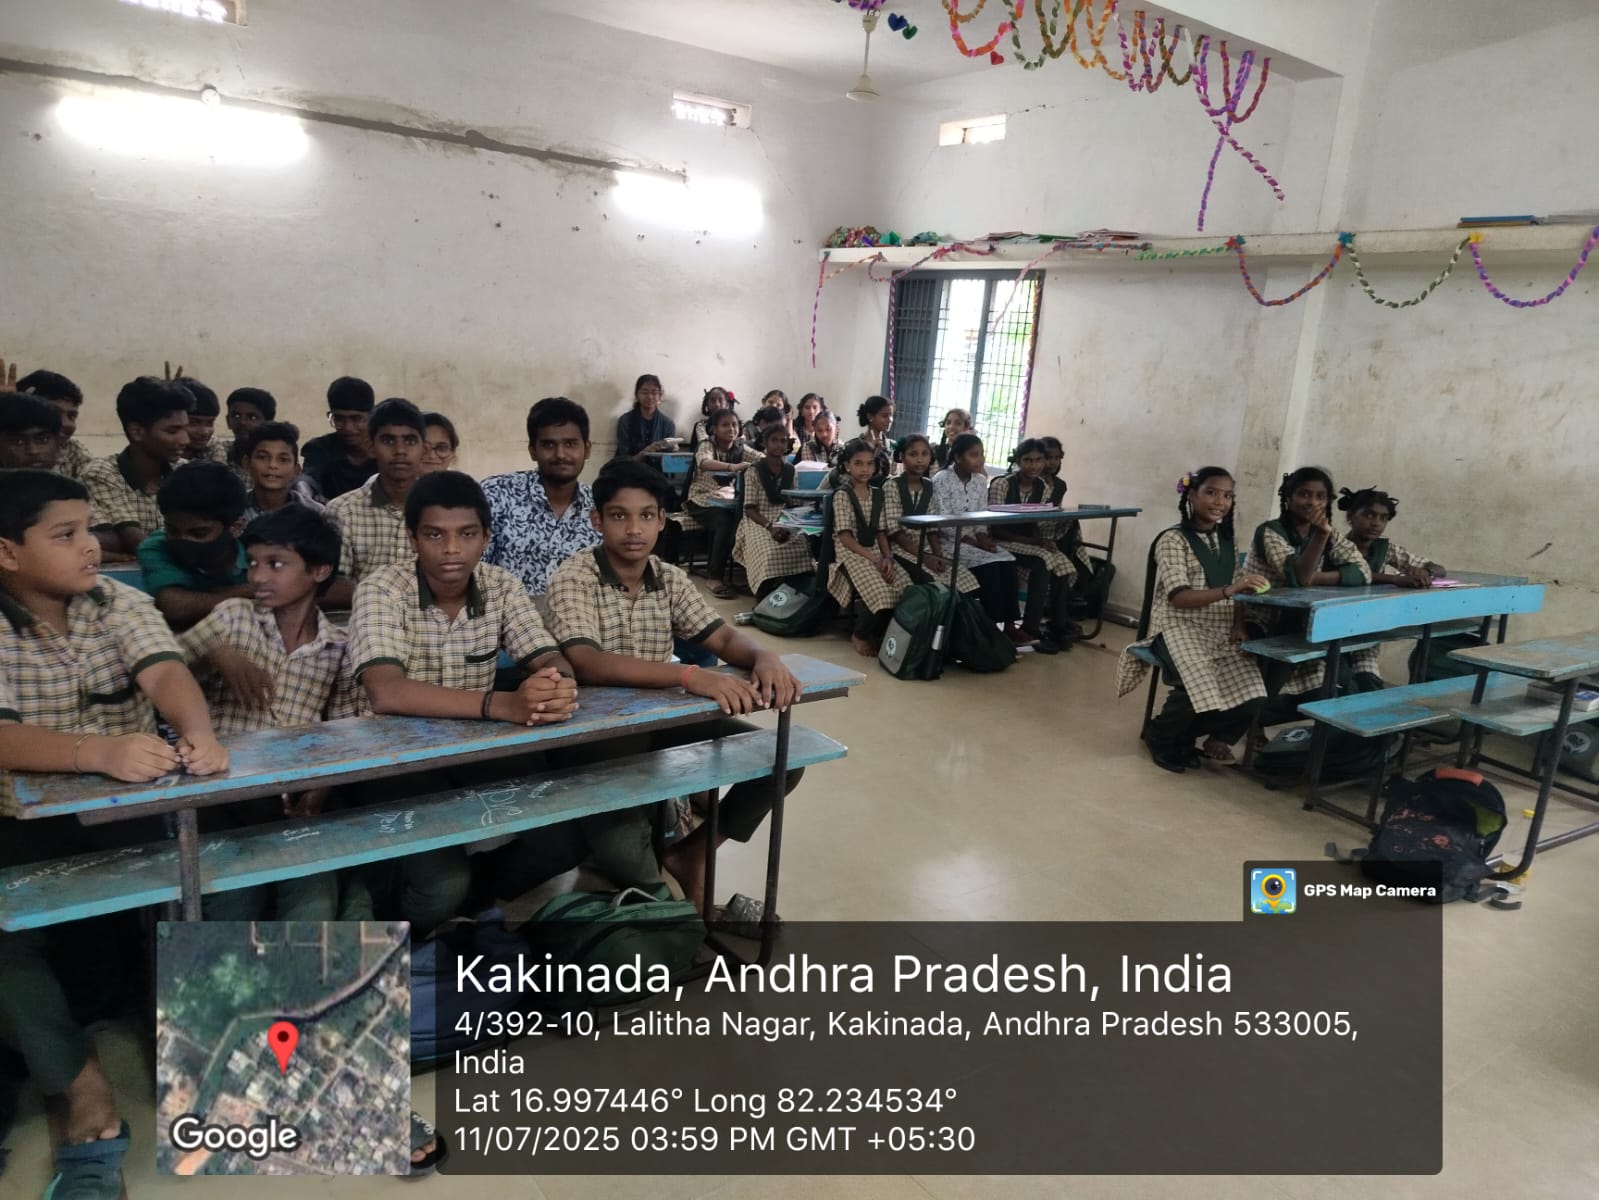 GPS Map Camera
Kakinada, Andhra Pradesh, India
4/392-10, Lalitha Nagar, Kakinada, Andhra Pradesh 533005,
India
Lat 16.997446° Long 82.234534°
11/07/2025 03:59 PM GMT +05:30
Google